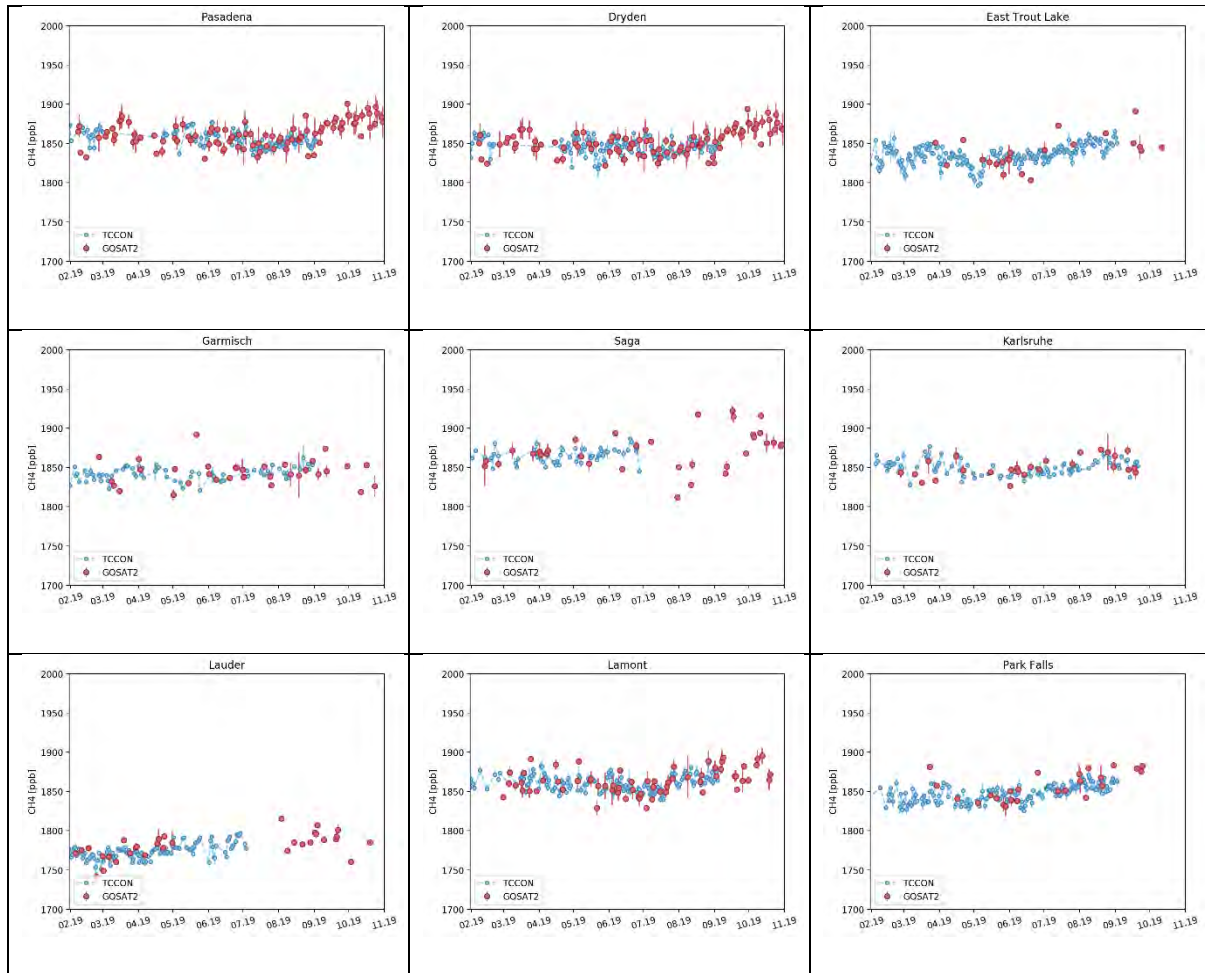 Pasadena
2000
1950
1900
1850
1800
1750
1700
CH4 [ppb]
TCCON
GOSAT2
02.19 03.19 04.19 05.19 06.19 07.19 08.19 09.19 10.19 11.19
Dryden
2000
1950
1900
1850
1800
1750
1700
CH4 [ppb]
TCCON
GOSAT2
02.19 03.19 04.19 05.19 06.19 07.19 08.19 09.19 10.19 11.19
East Trout Lake
2000
1950
1900
1850
1800
1750
1700
CH4 [ppb]
TCCON
GOSAT2
02.19 03.19 04.19 05.19 06.19 07.19 08.19 09.19 10.19 11.19
Garmisch
2000
1950
1900
1850
1800
1750
1700
CH4 [ppb]
TCCON
GOSAT2
02.19 03.19 04.19 05.19 06.19 07.19 08.19 09.19 10.19 11.19
Saga
2000
1950
1900
1850
1800
1750
1700
CH4 [ppb]
TCCON
GOSAT2
02.19 03.19 04.19 05.19 06.19 07.19 08.19 09.19 10.19 11.19
Karlsruhe
2000
1950
1900
1850
1800
1750
1700
CH4 [ppb]
TCCON
GOSAT2
02.19 03.19 04.19 05.19 06.19 07.19 08.19 09.19 10.19 11.19
Lauder
2000
1950
1900
1850
1800
1750
1700
CH4 [ppb]
TCCON
GOSAT2
02.19 03.19 04.19 05.19 06.19 07.19 08.19 09.19 10.19 11.19
Lamont
2000
1950
1900
1850
1800
1750
1700
CH4 [ppb]
TCCON
GOSAT2
02.19 03.19 04.19 05.19 06.19 07.19 08.19 09.19 10.19 11.19
Park Falls
2000
1950
1900
1850
1800
1750
1700
CH4 [ppb]
TCCON
GOSAT2
02.19 03.19 04.19 05.19 06.19 07.19 08.19 09.19 10.19 11.19